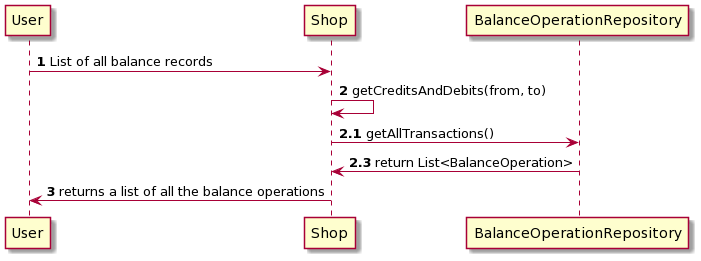 User
Shop
BalanceOperationRepository
1 List of all balance records
2 getCreditsAndDebits(from, to)
2.1 getAllTransactions()
2.3 return List<BalanceOperation>
3 returns a list of all the balance operations
User
Shop
BalanceOperationRepository